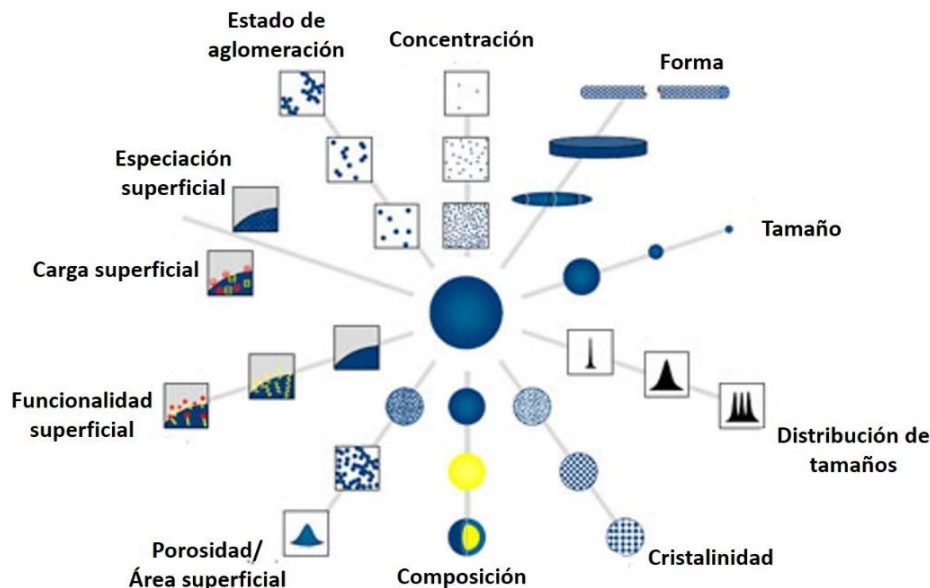 Estado de
aglomeración
Concentración
Forma
Especiación
superficial
Tamaño
Carga superficial
Funcionalidad
superficial
Distribución de
tamaños
Porosidad/
Área superficial
Composición
Cristalinidad